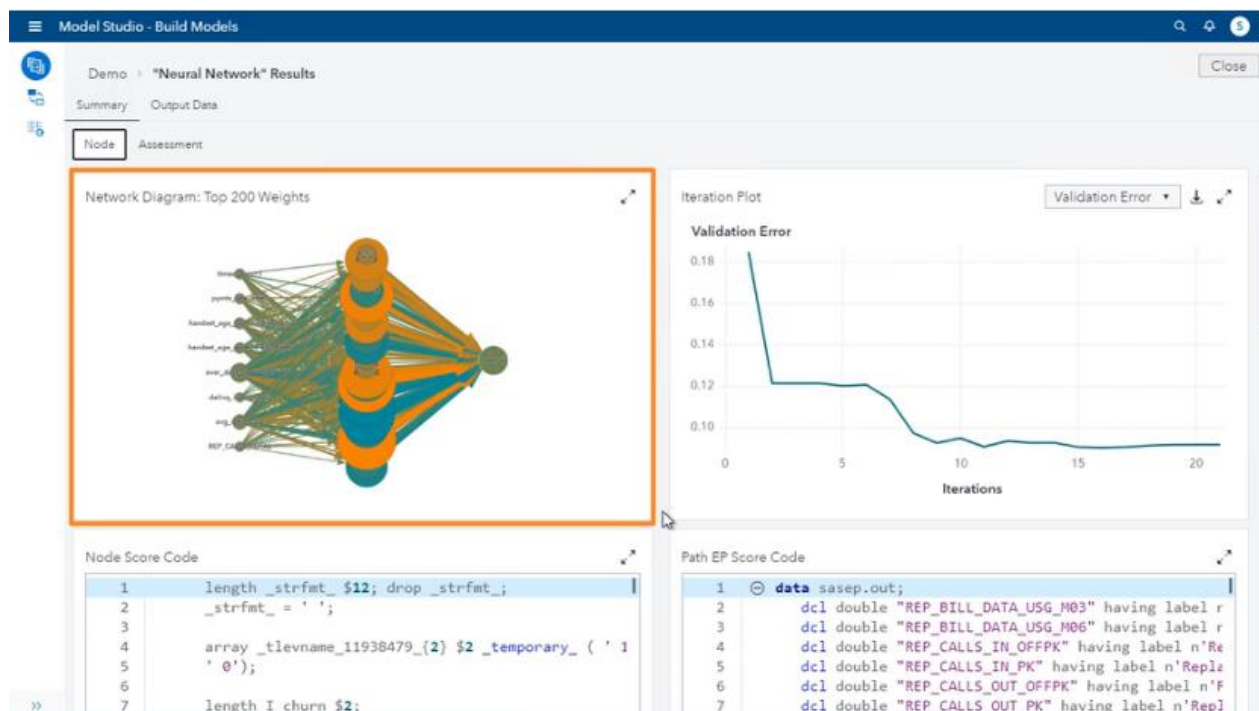 Model Studio - Build Models
S
Demo "Neural Network" Results
Close
Summary Output Data
Node Assessment
Network Diagram: Top 200 Weights
handset_age_
handset_age_
over_d
delinq_
avg_
REP_CA
Iteration Plot
Validation Error
Validation Error
0.18
0.16
0.14
0.12
0.10
0 5 10 15 20
Iterations
Node Score Code
1 length _strfmt_ $12; drop _strfmt_;
2 _strfmt_ = ' ';
3
4 array _tlevname_11938479_{2} $2 _temporary_ ( ' 1
5 ' 0');
6
7 length I_churn $2;
Path EP Score Code
1 data sasep.out;
2 dcl double "REP_BILL_DATA_USG_M03" having label r
3 dcl double "REP_BILL_DATA_USG_M06" having label r
4 dcl double "REP_CALLS_IN_OFFPK" having label n'Re
5 dcl double "REP_CALLS_IN_PK" having label n'Repla
6 dcl double "REP_CALLS_OUT_OFFPK" having label n'F
7 dcl double "REP_CALLS_OUT_PK" having label n'Repl